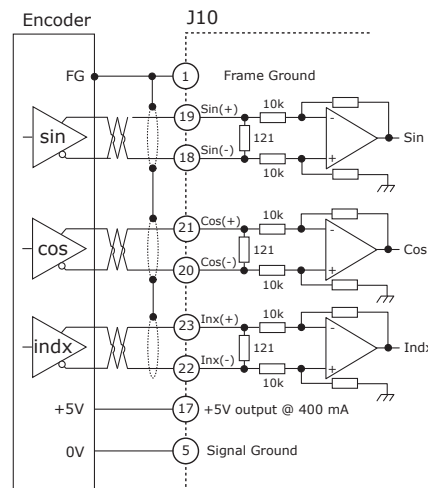 Encoder
J10
FG
1
Frame Ground
sin
19
Sin(+)
10k
121
-
+
Sin
18
Sin(-)
10k
cos
21
Cos(+)
10k
121
-
+
Cos
20
Cos(-)
10k
indx
23
Inx(+)
10k
121
-
+
Indx
22
Inx(-)
10k
+5V
17
+5V output @ 400 mA
0V
5
Signal Ground